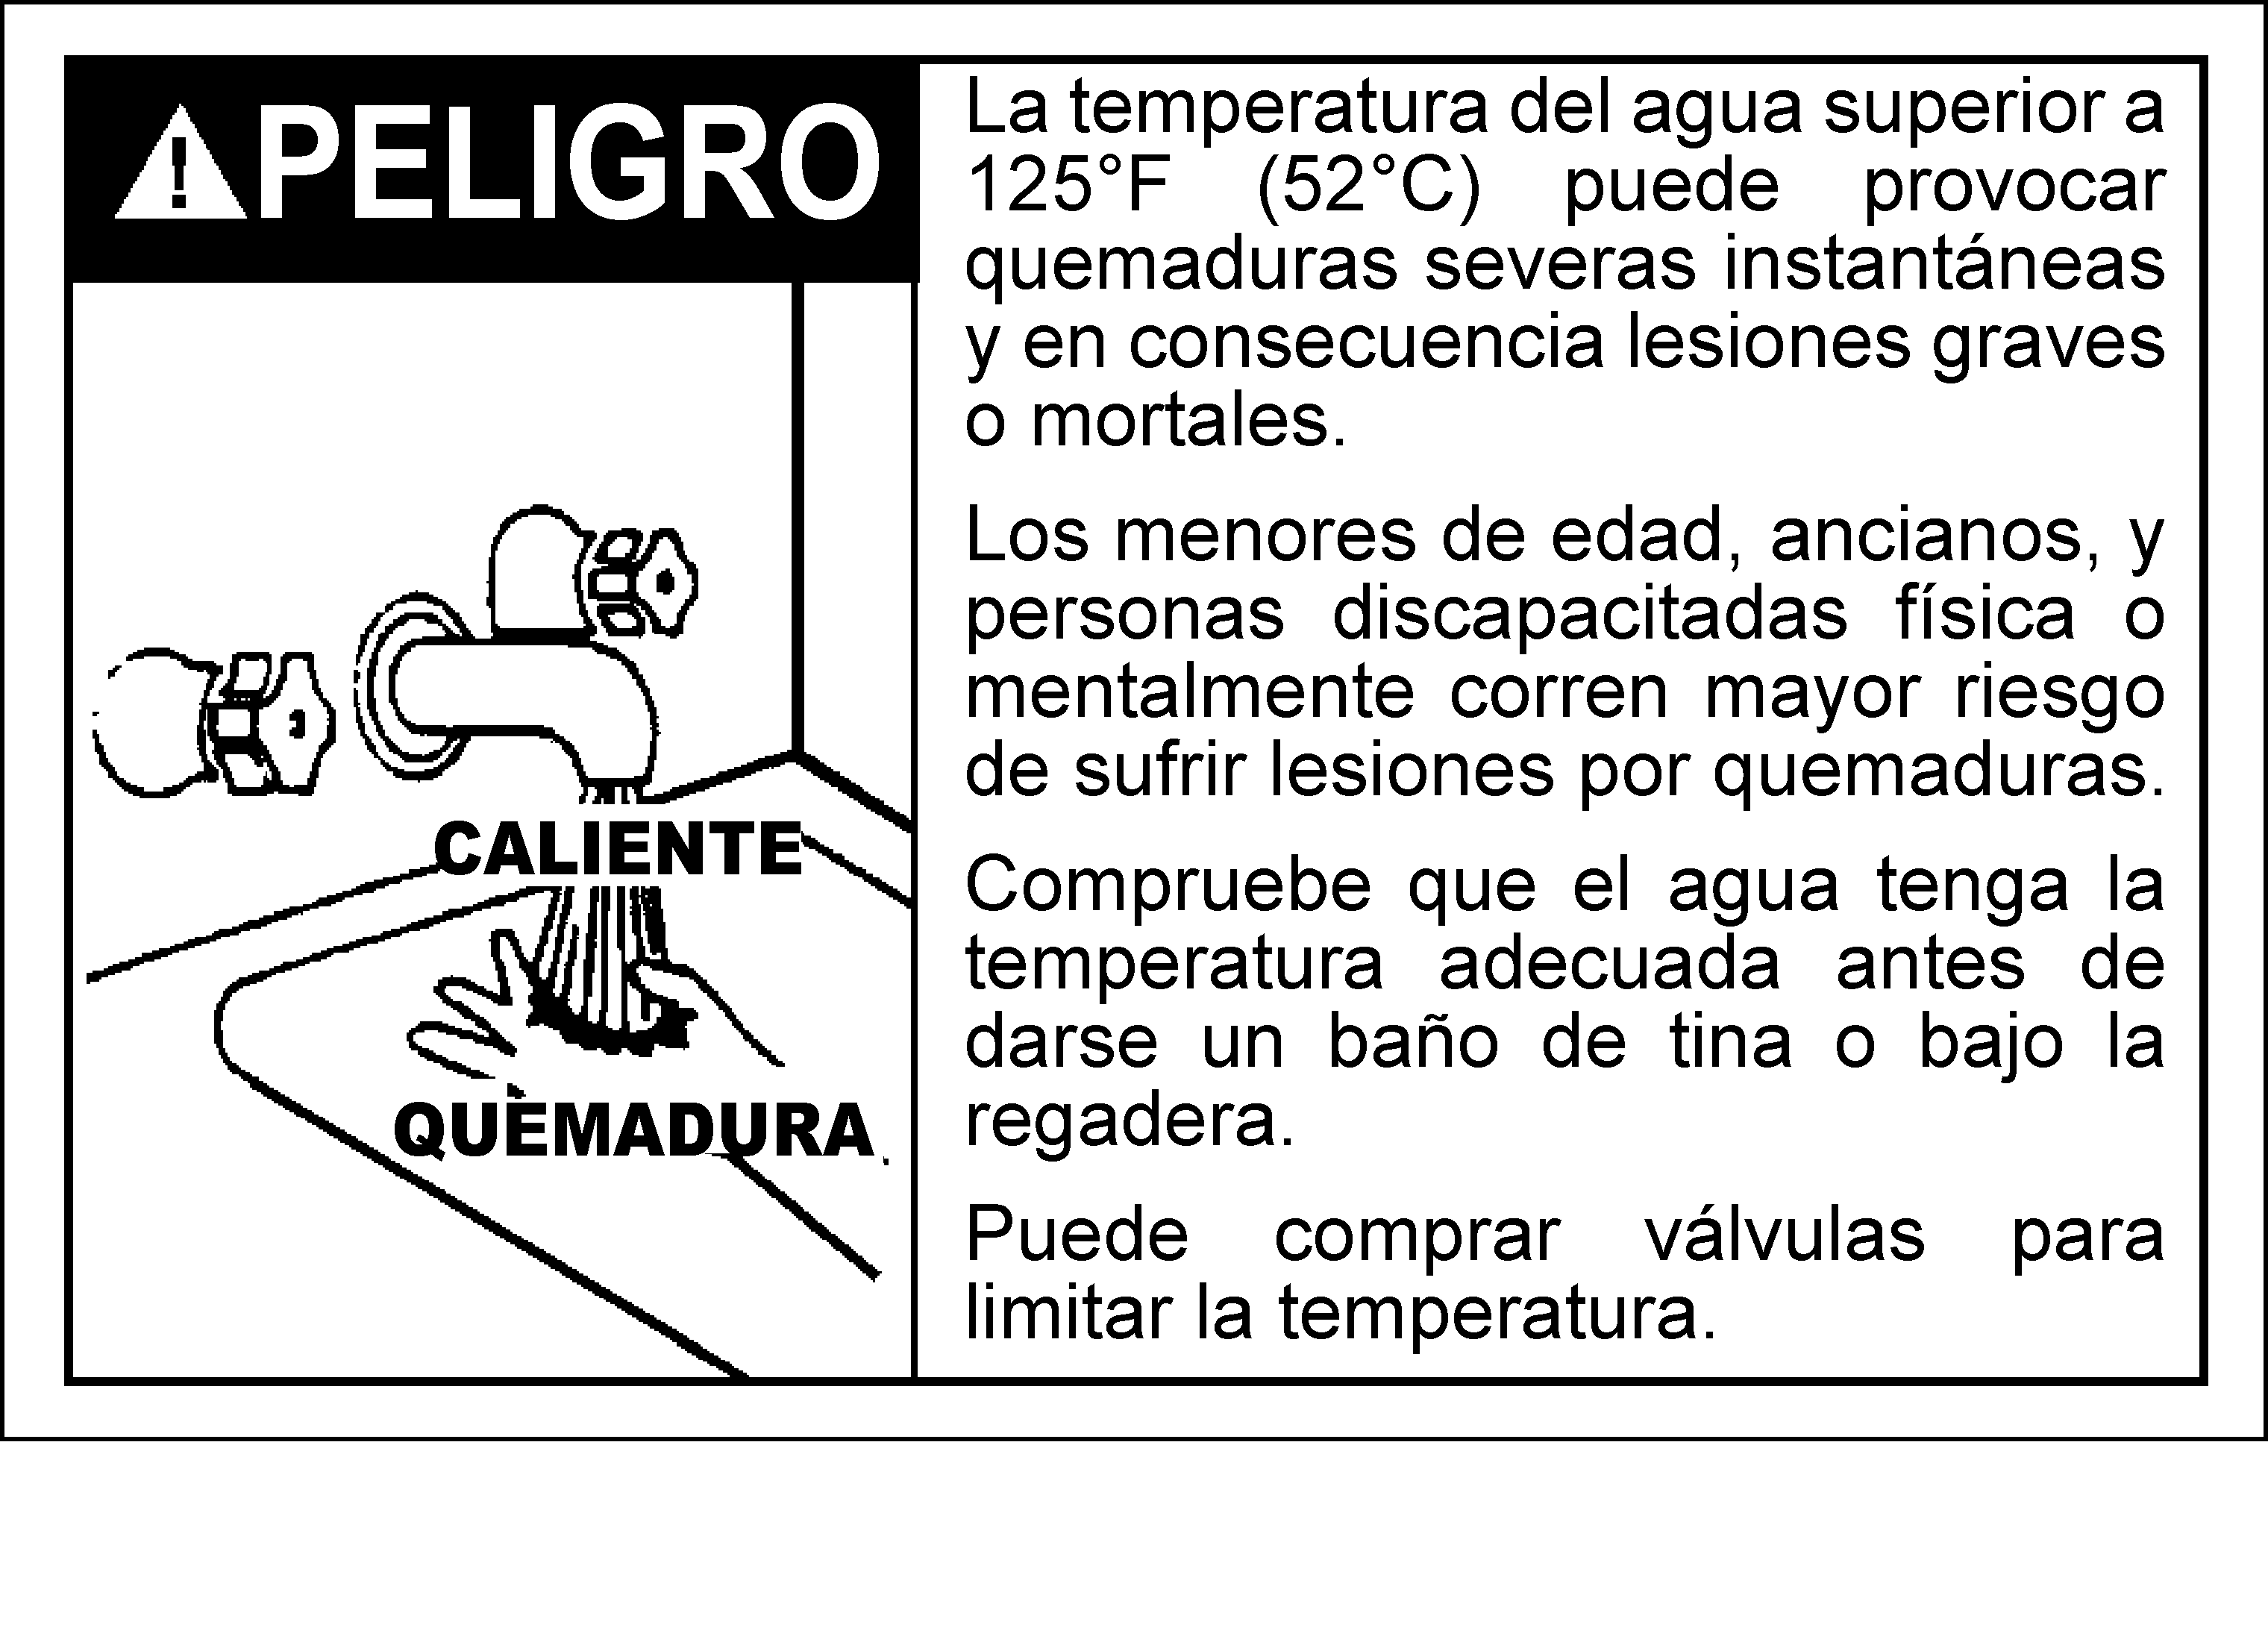 PELIGRO
CALIENTE
QUEMADURA
La temperatura del agua superior a
125°F (52°C) puede provocar
quemaduras severas instantáneas
y en consecuencia lesiones graves
o mortales.
Los menores de edad, ancianos, y
personas discapacitadas física o
mentalmente corren mayor riesgo
de sufrir lesiones por quemaduras.
Compruebe que el agua tenga la
temperatura adecuada antes de
darse un baño de tina o bajo la
regadera.
Puede comprar válvulas para
limitar la temperatura.